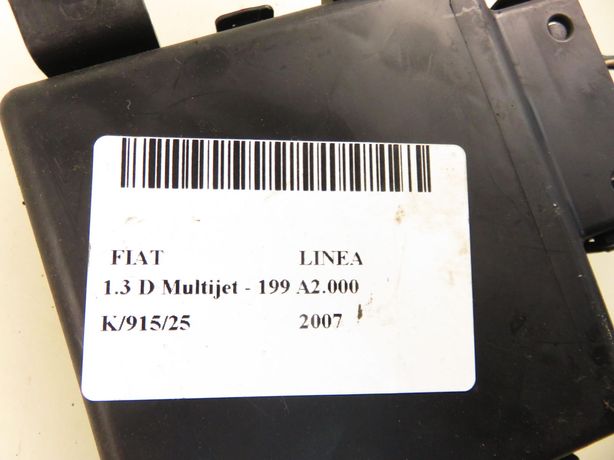 FIAT LINEA
1.3 D Multijet - 199 A2.000
K/915/25 2007